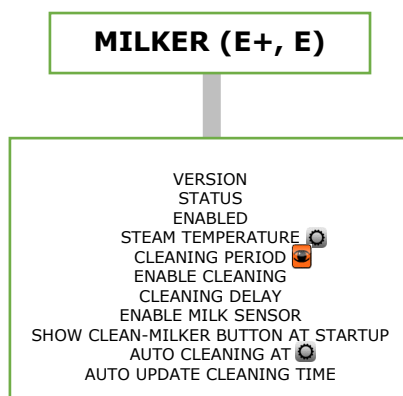 MILKER (E+, E)
VERSION
STATUS
ENABLED
STEAM TEMPERATURE
CLEANING PERIOD
ENABLE CLEANING
CLEANING DELAY
ENABLE MILK SENSOR
SHOW CLEAN-MILKER BUTTON AT STARTUP
AUTO CLEANING AT
AUTO UPDATE CLEANING TIME